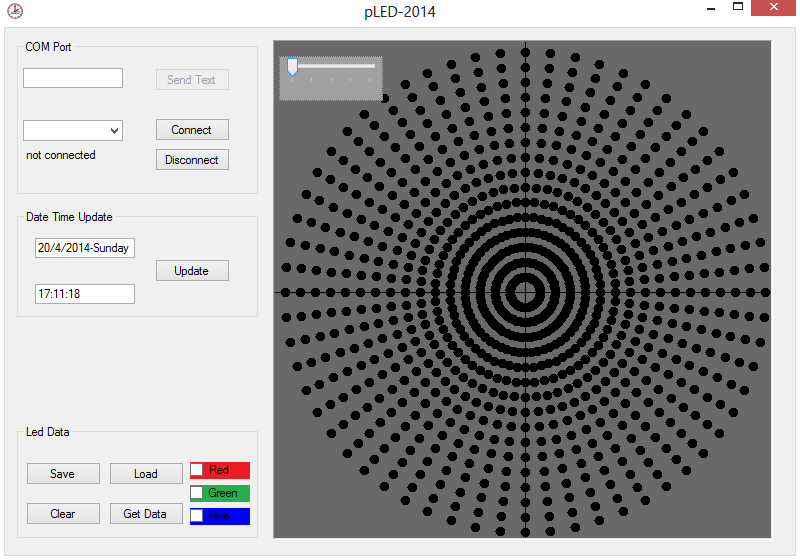 pLED-2014
COM Port
Send Text
Connect
not connected
Disconnect
Date Time Update
20/4/2014-Sunday
Update
17:11:18
Led Data
Save
Load
Red
Green
Clear
Get Data
Blue